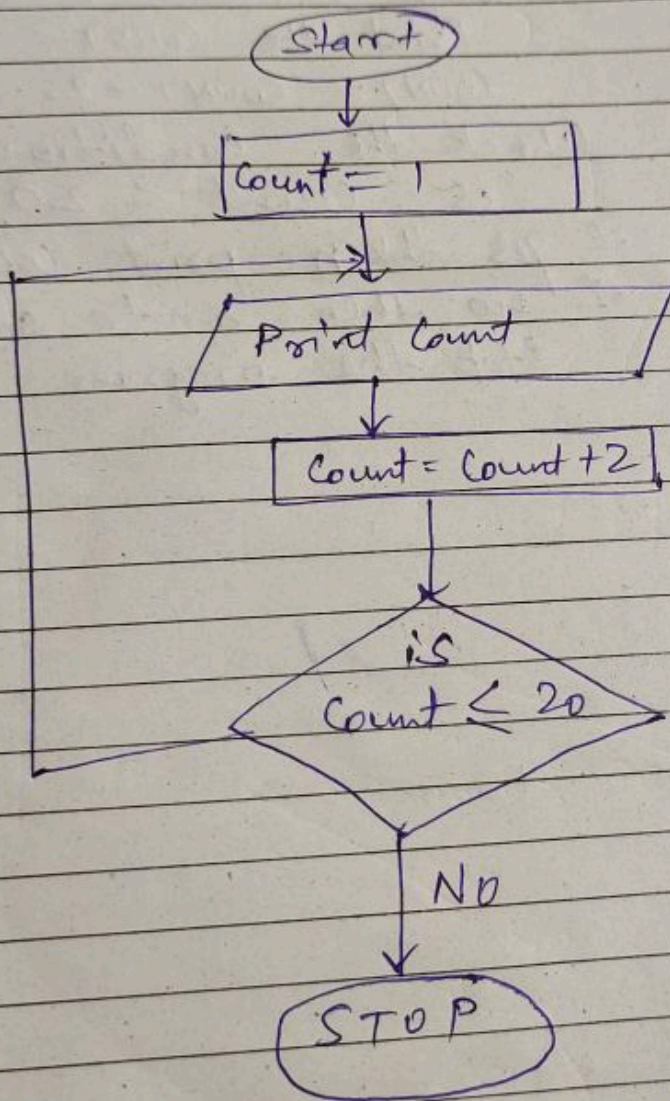 Start
Count = 1
Print Count
Count = Count +2
is
Count ≤ 20
NO
STOP